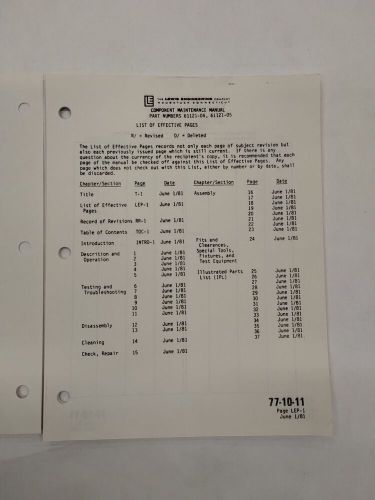 THE LEWIS ENGINEERING COMPANY
NAUGATUCK CONNECTICUT
COMPONENT MAINTENANCE MANUAL
PART NUMBERS 61121-04, 61121-05
LIST OF EFFECTIVE PAGES
R/ = Revised D/ = Deleted
The List of Effective Pages records not only each page of subject revision but
also each previously issued page which is still current. If there is any
question about the currency of the recipient's copy, it is recommended that each
page of the manual be checked off against this List of Effective Pages. Any
page which does not check out with this List, either by number or by date, shall
be discarded.
Chapter/Section Page Date Chapter/Section Page Date
Title T-1 June 1/81 Assembly 16 June 1/81
17 June 1/81
List of Effective LEP-1 June 1/81 18 June 1/81
Pages 19 June 1/81
20 June 1/81
Record of Revisions RR-1 June 1/81 21 June 1/81
22 June 1/81
Table of Contents TOC-1 June 1/81 23 June 1/81
Introduction INTRO-1 June 1/81 Fits and 24 June 1/81
Clearances,
Description and 1 June 1/81 Special Tools,
Operation 2 June 1/81 Fixtures, and
3 June 1/81 Test Equipment
4 June 1/81
5 June 1/81 Illustrated Parts 25 June 1/81
List (IPL) 26 June 1/81
Testing and 6 June 1/81 27 June 1/81
Troubleshooting 7 June 1/81 28 June 1/81
8 June 1/81 29 June 1/81
9 June 1/81 30 June 1/81
10 June 1/81 31 June 1/81
11 June 1/81 32 June 1/81
33 June 1/81
Disassembly 12 June 1/81 34 June 1/81
13 June 1/81 35 June 1/81
36 June 1/81
Cleaning 14 June 1/81 37 June 1/81
Check, Repair 15 June 1/81
77-10-11
Page LEP-1
June 1/81